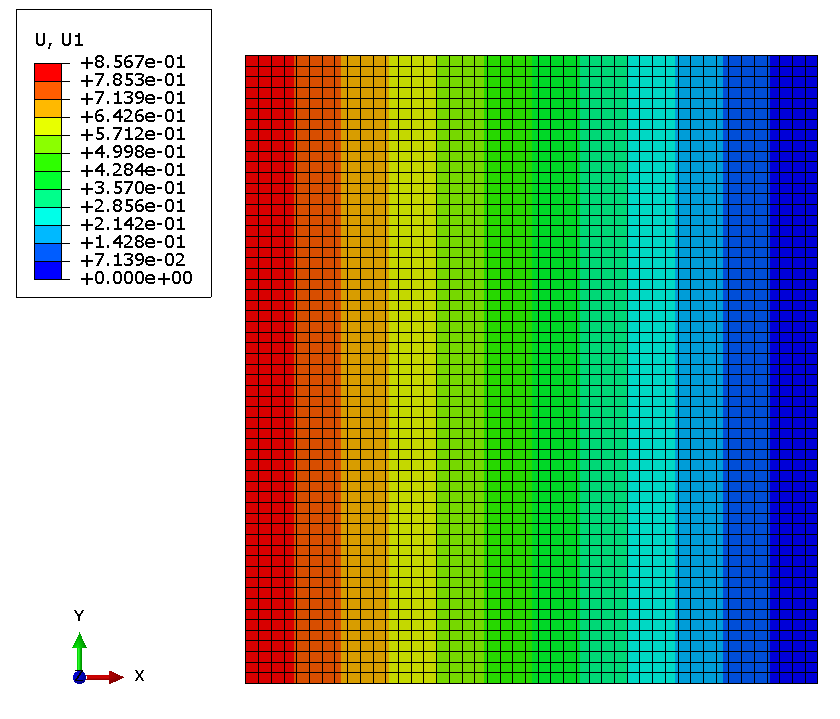 U, U1
+8.567e-01
+7.853e-01
+7.139e-01
+6.426e-01
+5.712e-01
+4.998e-01
+4.284e-01
+3.570e-01
+2.856e-01
+2.142e-01
+1.428e-01
+7.139e-02
+0.000e+00
Y
Z
X